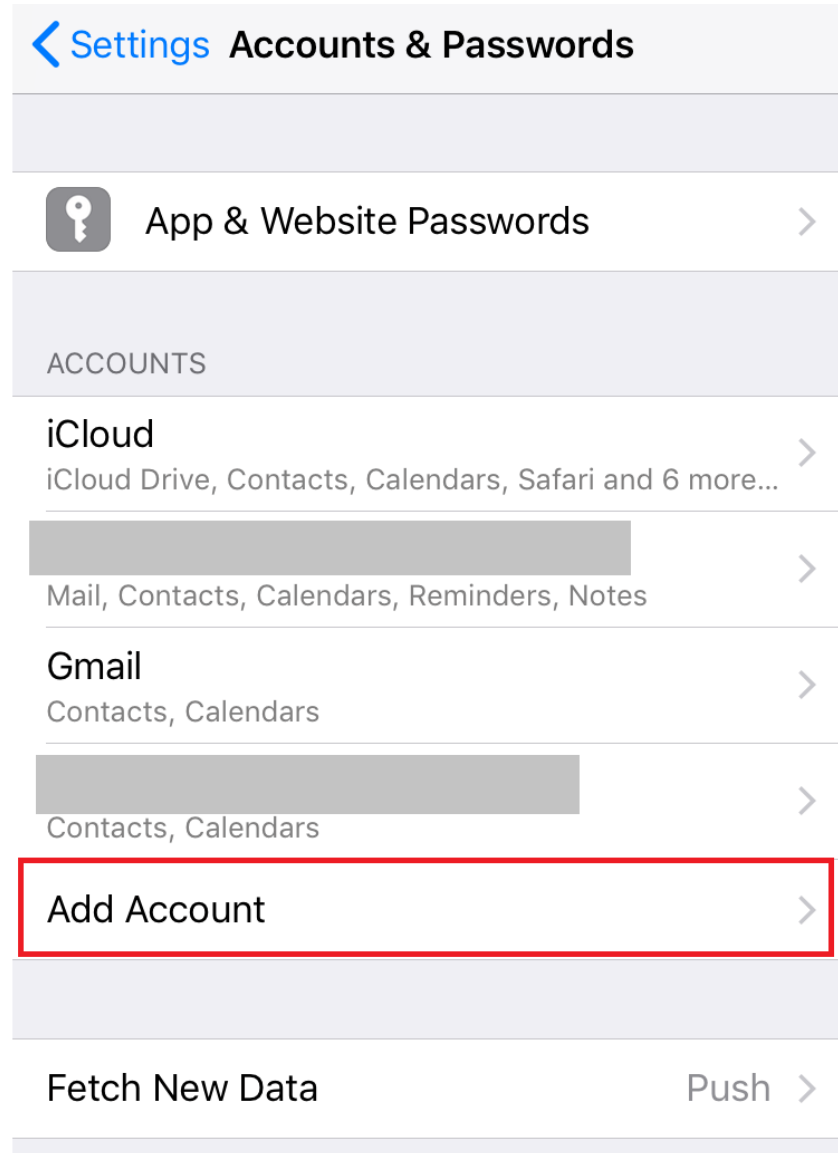 Settings Accounts & Passwords
App & Website Passwords
ACCOUNTS
iCloud
iCloud Drive, Contacts, Calendars, Safari and 6 more...
Mail, Contacts, Calendars, Reminders, Notes
Gmail
Contacts, Calendars
Contacts, Calendars
Add Account
Fetch New Data Push